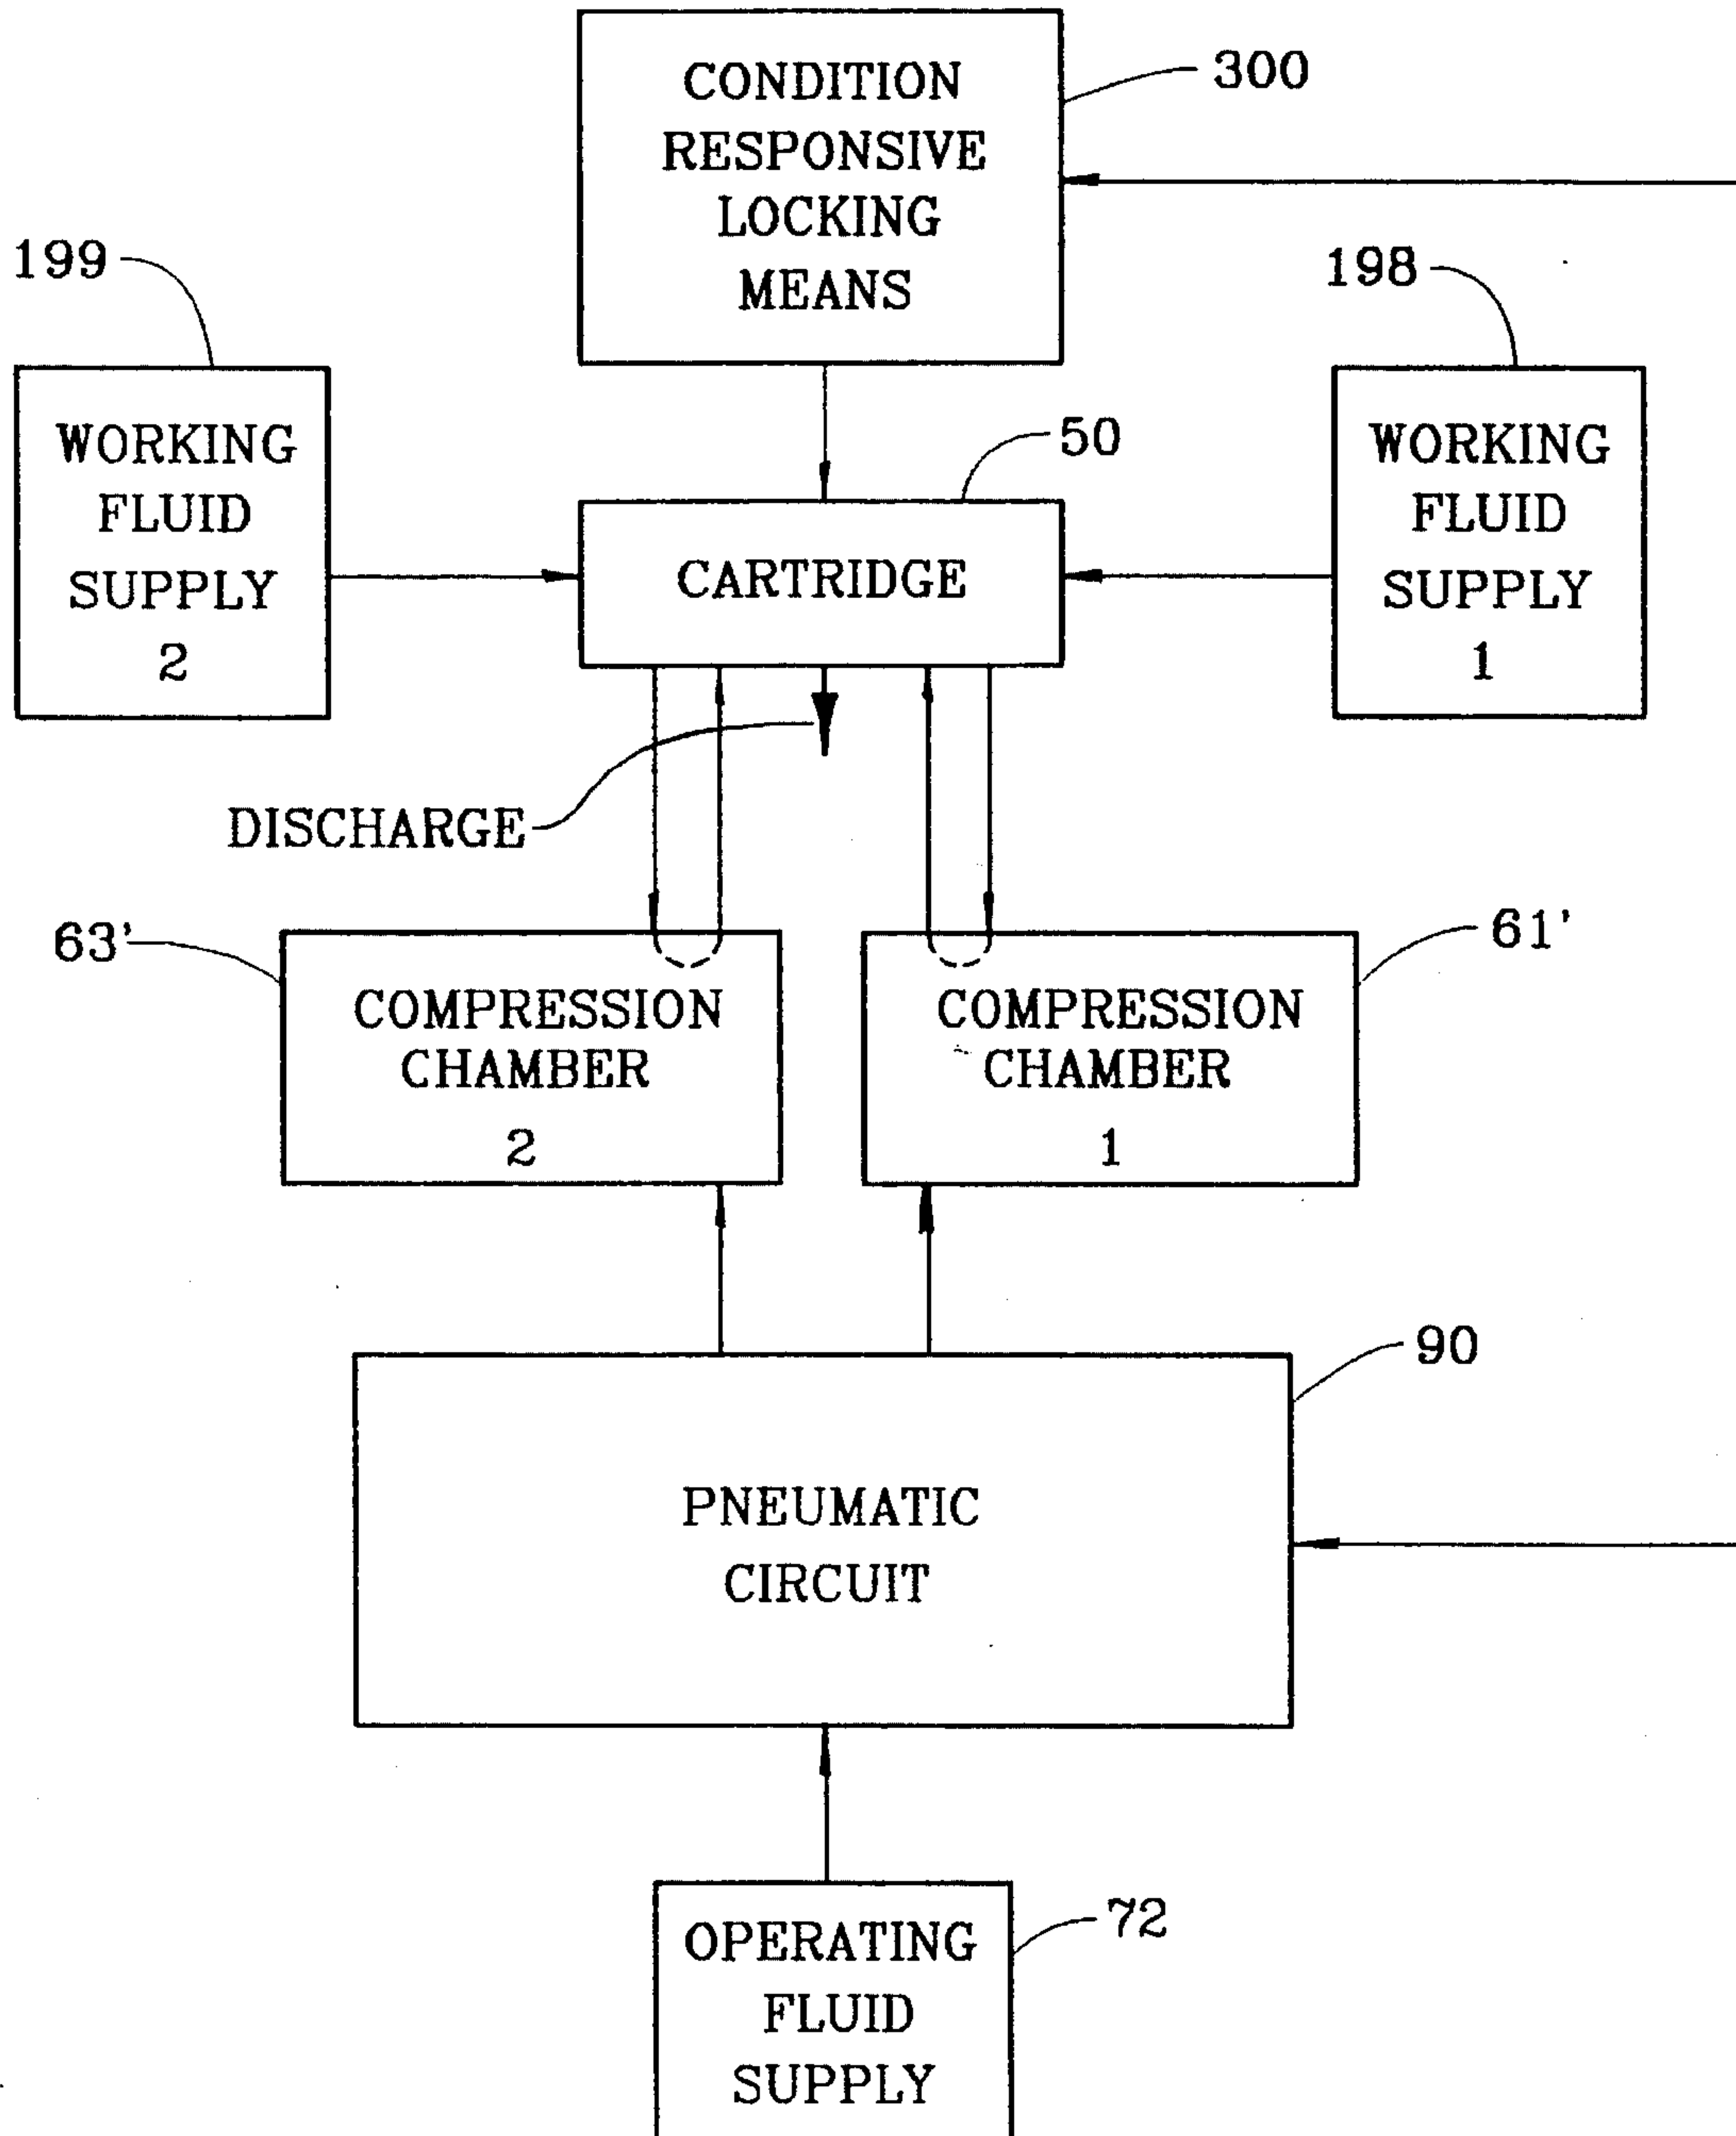 CONDITION
RESPONSIVE
LOCKING
MEANS
300
199
198
WORKING
FLUID
SUPPLY
2
50
CARTRIDGE
WORKING
FLUID
SUPPLY
1
DISCHARGE
63'
COMPRESSION
CHAMBER
2
61'
COMPRESSION
CHAMBER
1
90
PNEUMATIC
CIRCUIT
72
OPERATING
FLUID
SUPPLY